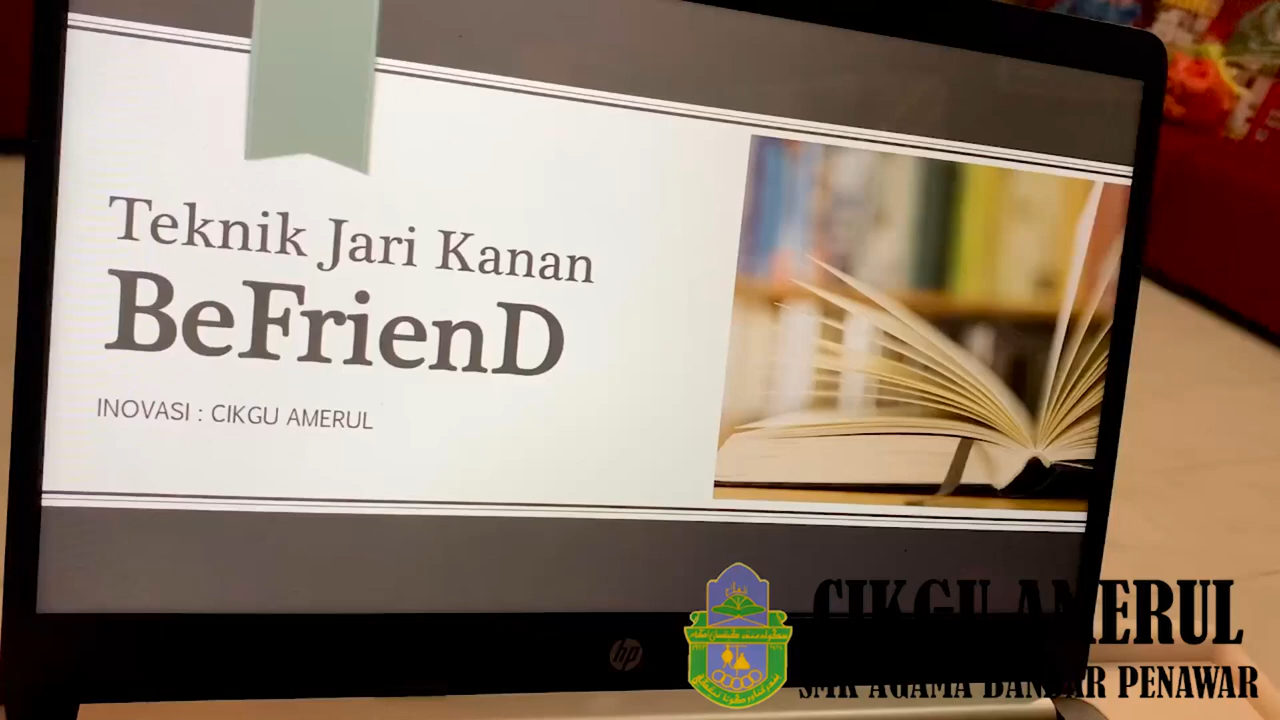 Teknik Jari Kanan
BeFrienD
INOVASI : CIKGU AMERUL
hp
CIKGU AMERUL
SMK AGAMA BANDAR PENAWAR